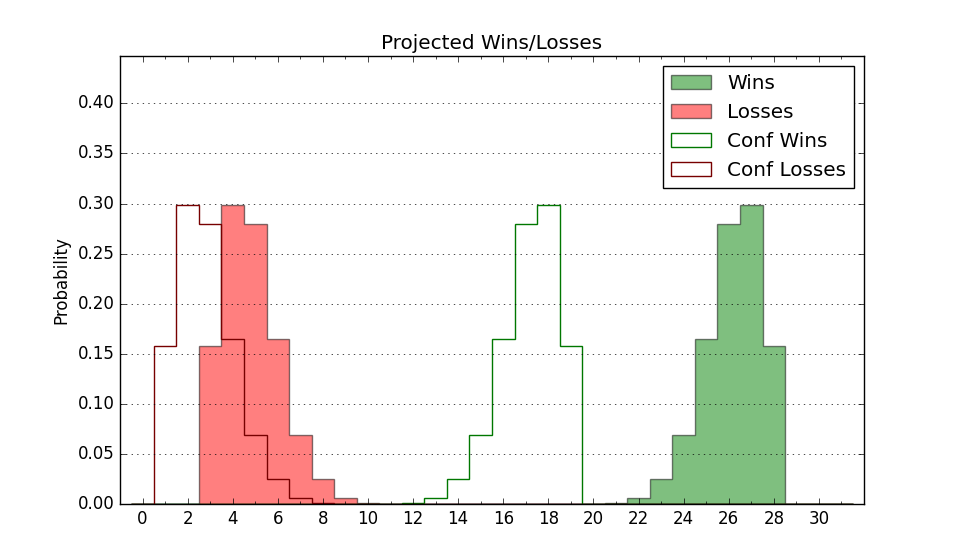 Projected Wins/Losses
Wins
Losses
Conf Wins
Conf Losses
Probability
0.40
0.35
0.30
0.25
0.20
0.15
0.10
0.05
0.00
0 2 4 6 8 10 12 14 16 18 20 22 24 26 28 30